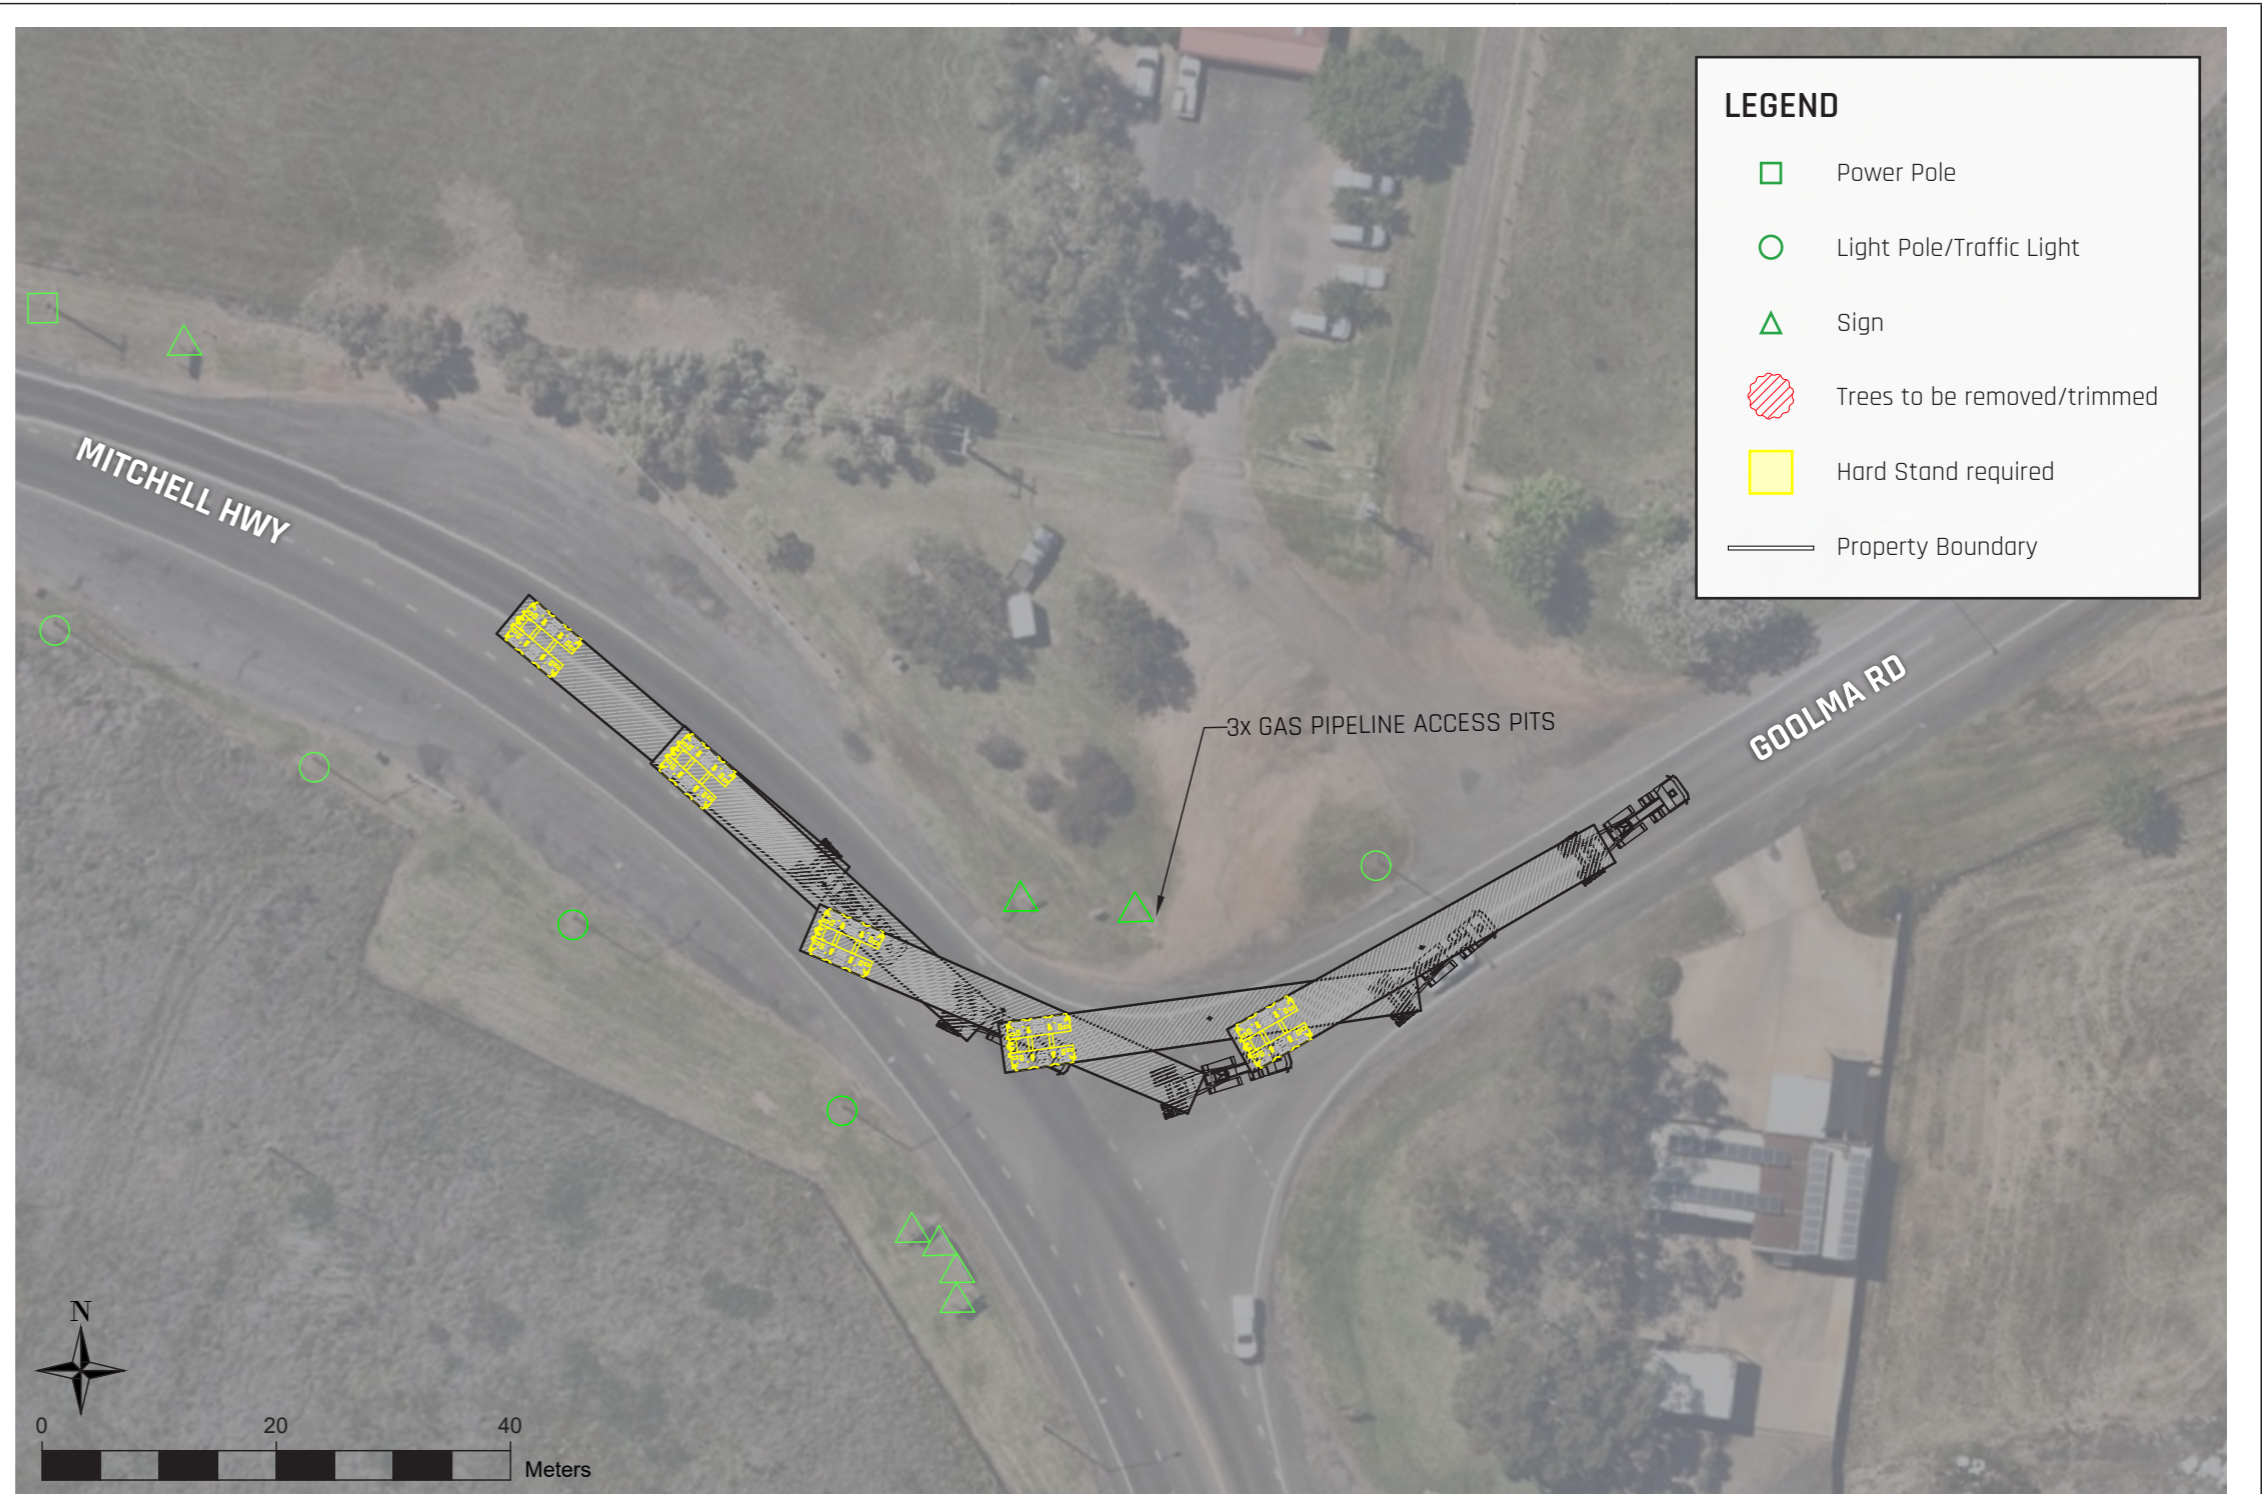 LEGEND
Power Pole
Light Pole/Traffic Light
Sign
Trees to be removed/trimmed
Hard Stand required
Property Boundary
MITCHELL HWY
GOOLMA RD
3x GAS PIPELINE ACCESS PITS
N
0 20 40
Meters